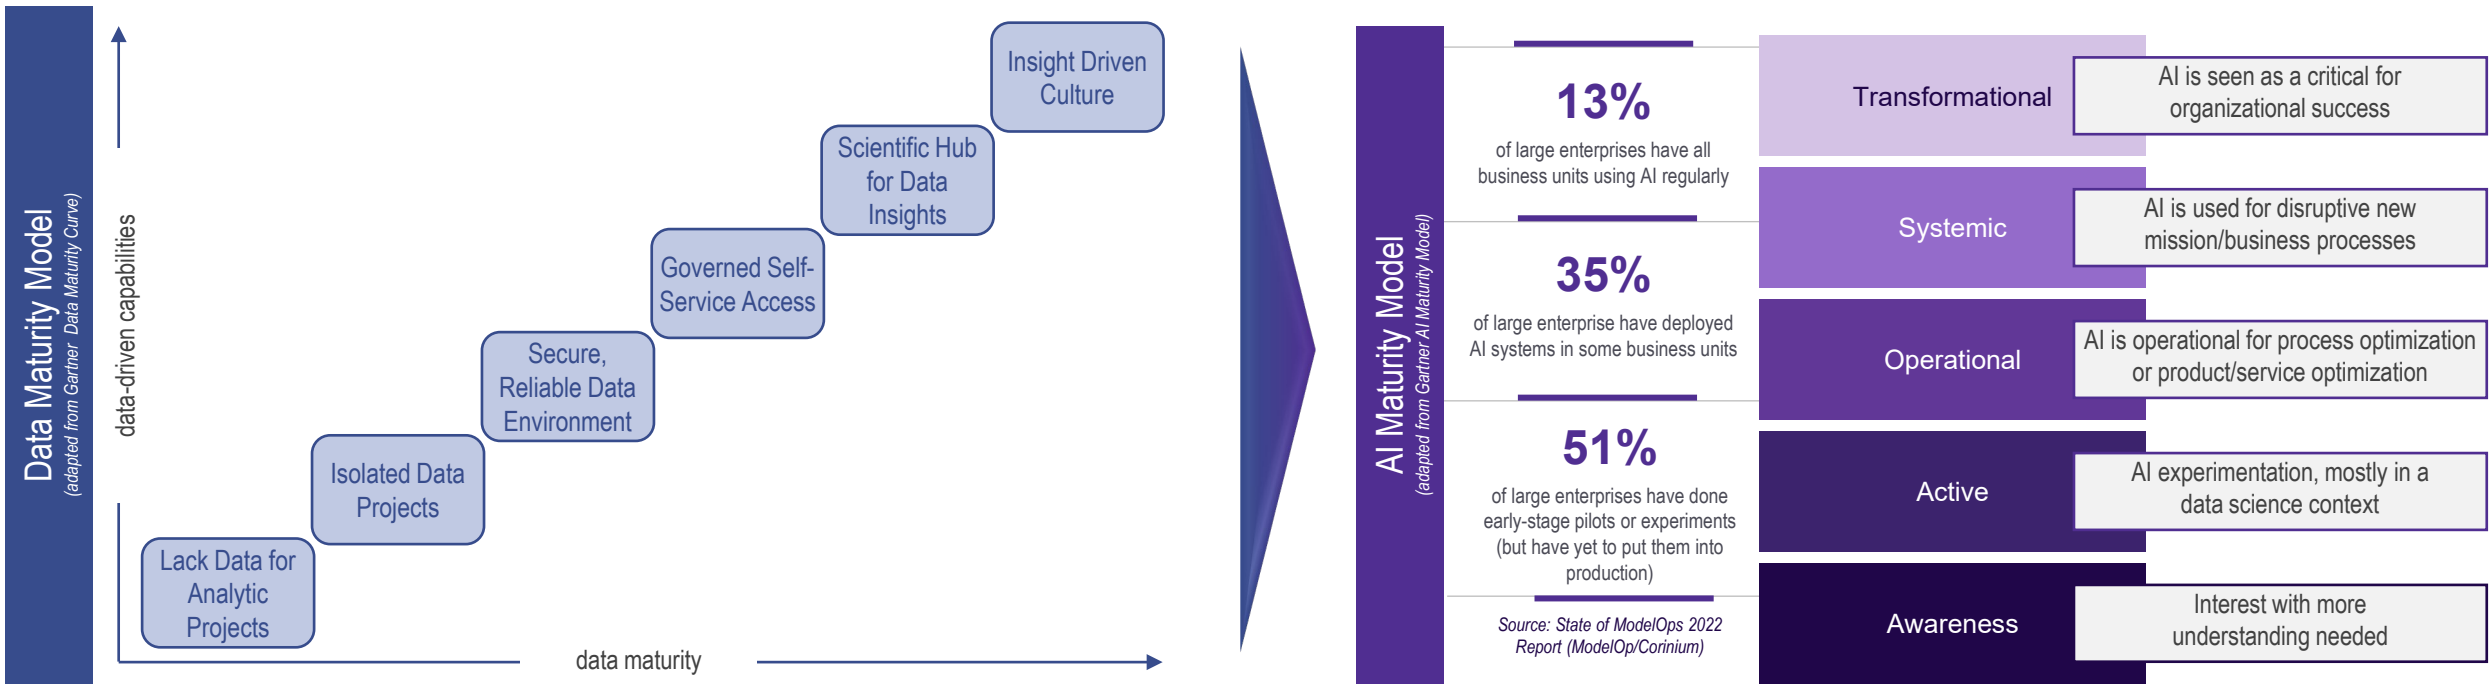 Data Maturity Model
(adapted from Gartner Data Maturity Curve)
data-driven capabilities
Insight Driven
Culture
Scientific Hub
for Data
Insights
Governed Self-
Service Access
Secure,
Reliable Data
Environment
Isolated Data
Projects
Lack Data for
Analytic
Projects
data maturity
AI Maturity Model
(adapted from Gartner AI Maturity Model)
13%
of large enterprises have all
business units using AI regularly
35%
of large enterprise have deployed
AI systems in some business units
51%
of large enterprises have done
early-stage pilots or experiments
(but have yet to put them into
production)
Source: State of ModelOps 2022
Report (ModelOp/Corinium)
Transformational
AI is seen as a critical for
organizational success
Systemic
AI is used for disruptive new
mission/business processes
Operational
AI is operational for process optimization
or product/service optimization
Active
AI experimentation, mostly in a
data science context
Awareness
Interest with more
understanding needed